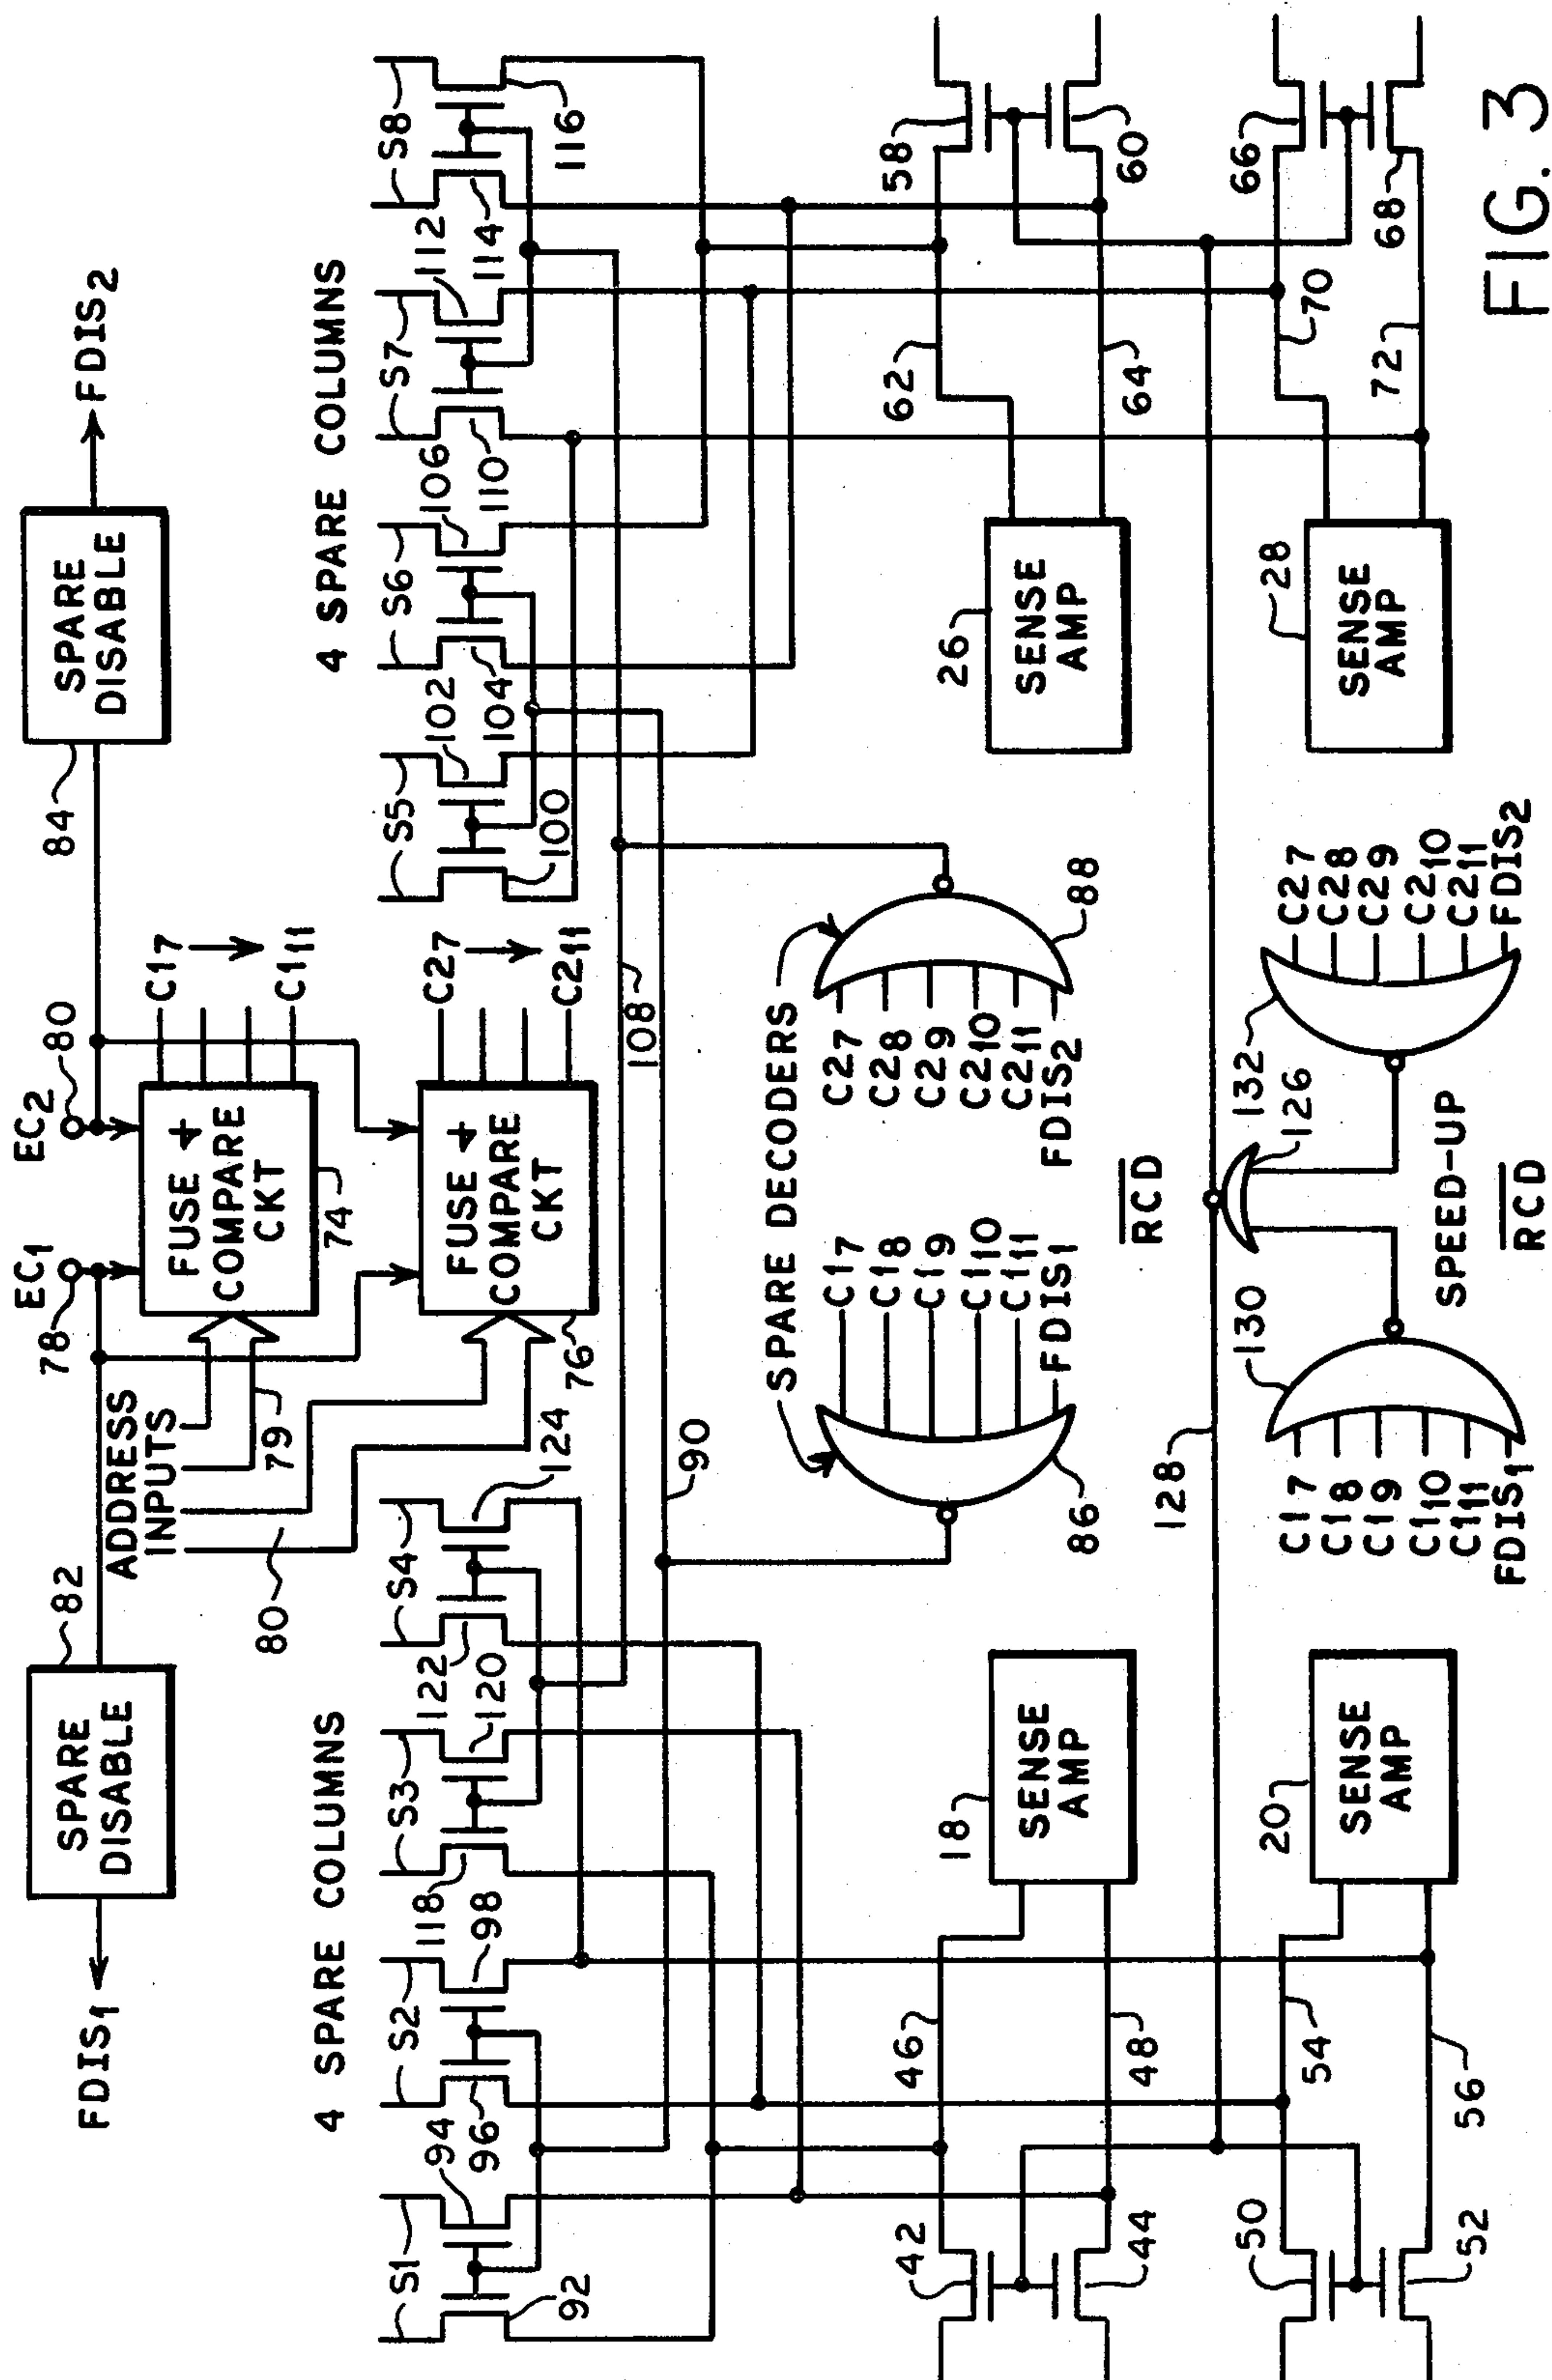 FDIS1
SPARE
DISABLE
82
ADDRESS
INPUTS
80
79
78
EC1
EC2
80
FUSE +
COMPARE
CKT
74
C17
C111
FUSE +
COMPARE
CKT
76
C27
C211
84
SPARE
DISABLE
FDIS2
4 SPARE COLUMNS
S1
S2
S3
S4
92
94
96
98
118
120
122
124
4 SPARE COLUMNS
S5
S6
S7
S8
100
102
104
106
110
112
114
116
90
108
SPARE DECODERS
86
C17
C18
C19
C110
C111
FDIS1
C27
C28
C29
C210
C211
FDIS2
88
42
44
46
48
18
SENSE
AMP
26
SENSE
AMP
62
64
58
60
RCD
128
50
52
54
56
20
SENSE
AMP
C17
C18
C19
C110
C111
FDIS1
130
126
132
SPEED-UP
RCD
C27
C28
C29
C210
C211
FDIS2
28
SENSE
AMP
70
72
66
68
FIG. 3